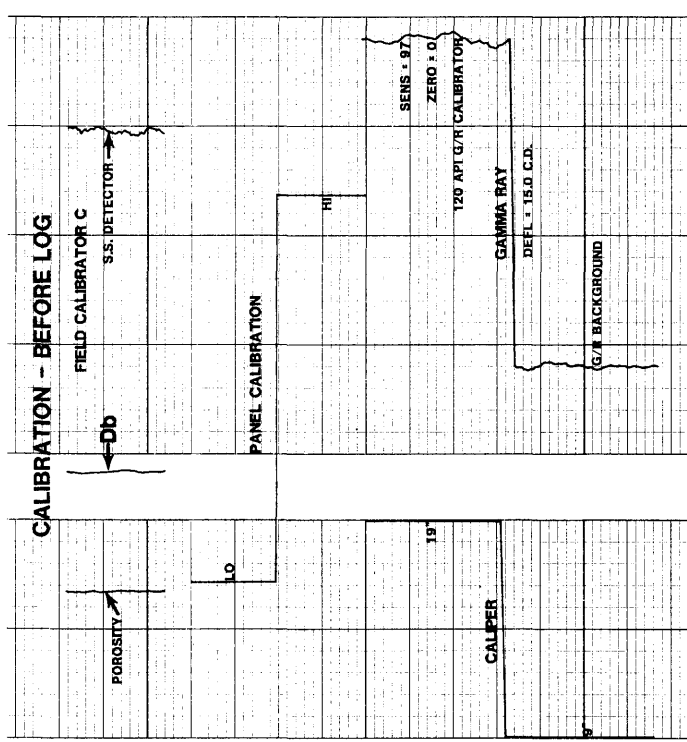 CALIBRATION - BEFORE LOG
FIELD CALIBRATOR C
S.S. DETECTOR
Db
POROSITY
PANEL CALIBRATION
LO
HI
SENS = 97
ZERO = 0
120 API G/R CALIBRATOR
GAMMA RAY
DEFL = 15.0 C.D.
G/R BACKGROUND
19"
CALIPER
9"